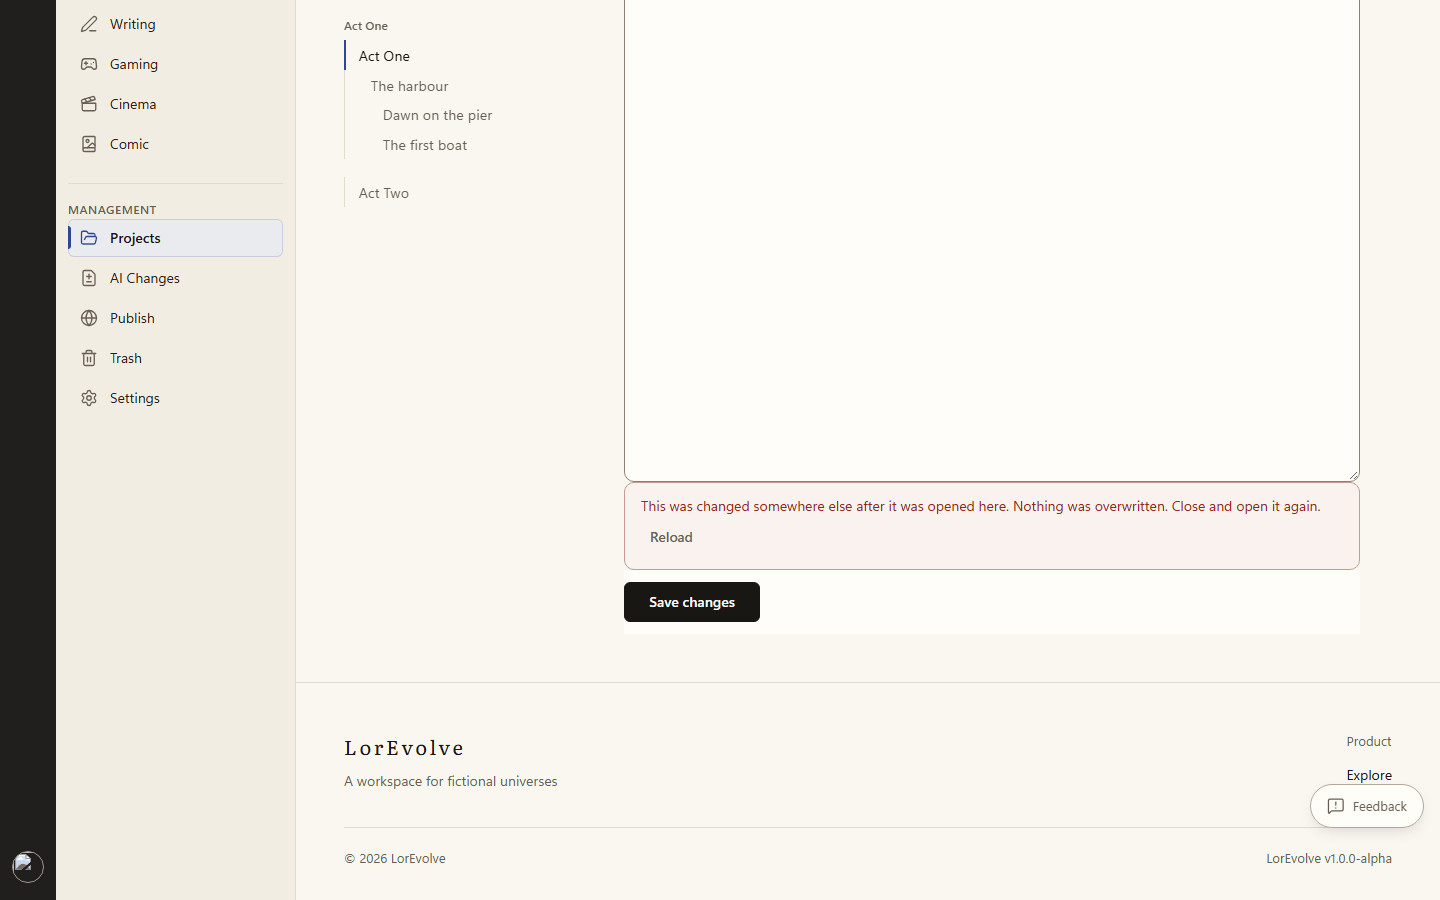 Writing
Gaming
Cinema
Comic
MANAGEMENT
Projects
AI Changes
Publish
Trash
Settings
Act One
Act One
The harbour
Dawn on the pier
The first boat
Act Two
This was changed somewhere else after it was opened here. Nothing was overwritten. Close and open it again.
Reload
Save changes
LorEvolve
A workspace for fictional universes
Product
Explore
Feedback
© 2026 LorEvolve
LorEvolve v1.0.0-alpha